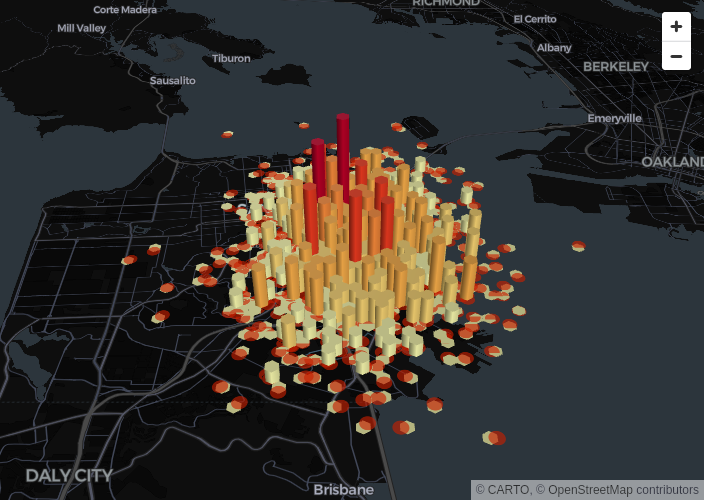 Corte Madera
RICHMOND
Mill Valley
El Cerrito
Albany
Tiburon
BERKELEY
Sausalito
Emeryville
OAKLAND
DALY CITY
Brisbane
© CARTO, © OpenStreetMap contributors